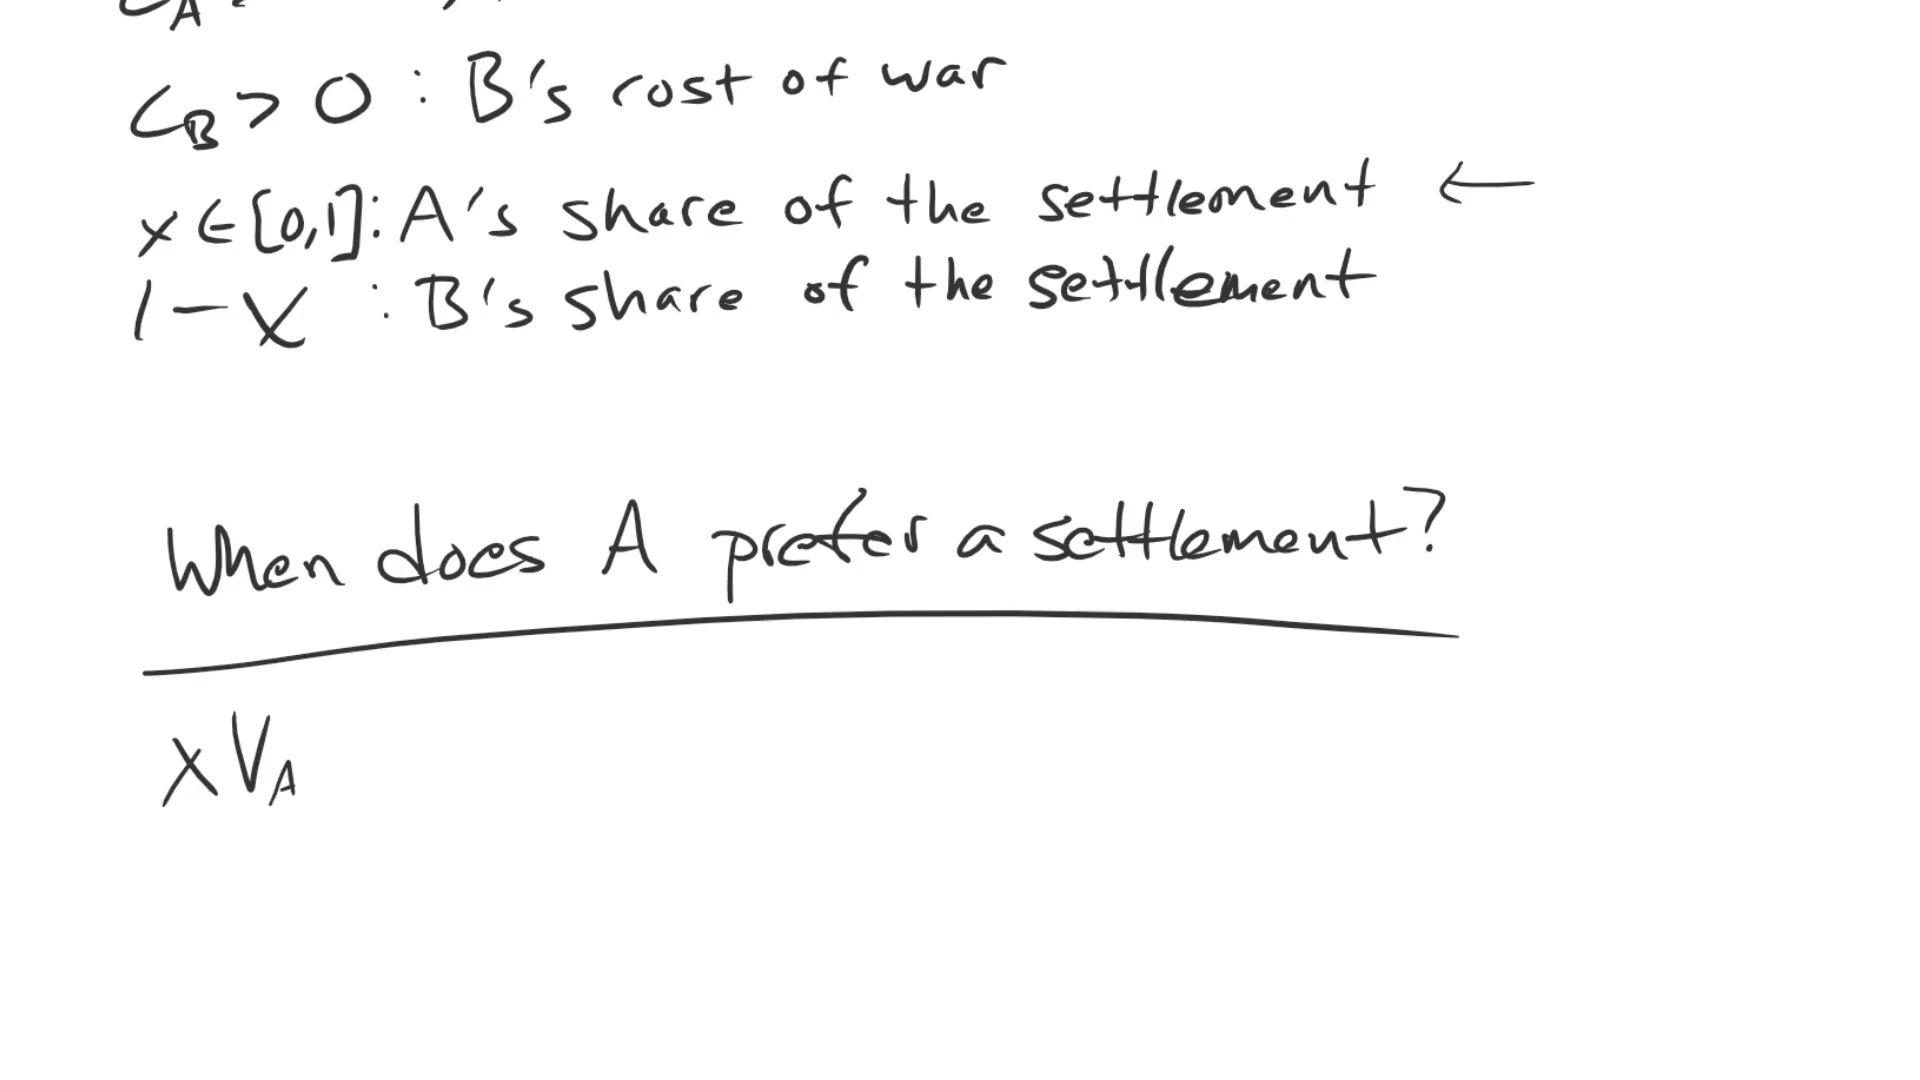 C_B > 0 : B's cost of war
x ∈ [0,1]: A's share of the settlement ←
1 - x : B's share of the settlement
When does A prefer a settlement?
x V_A